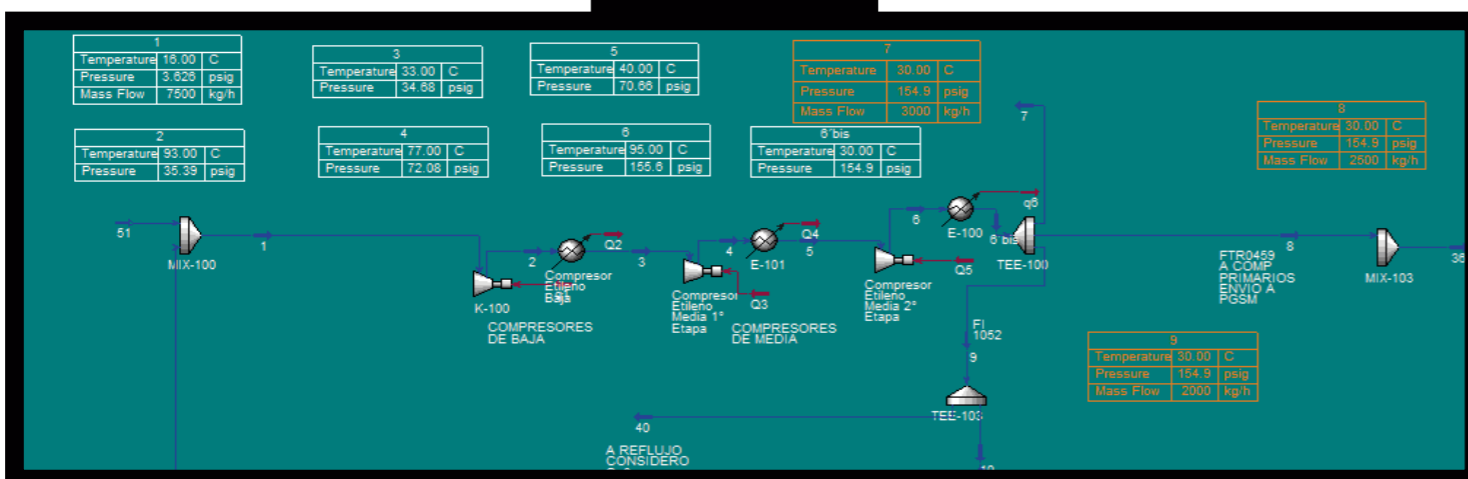 1
Temperature 16.00 C
Pressure 3.626 psig
Mass Flow 7500 kg/h
3
Temperature 33.00 C
Pressure 34.68 psig
5
Temperature 40.00 C
Pressure 70.66 psig
7
Temperature 30.00 C
Pressure 154.9 psig
Mass Flow 3000 kg/h
8
Temperature 30.00 C
Pressure 154.9 psig
Mass Flow 2500 kg/h
2
Temperature 93.00 C
Pressure 35.39 psig
4
Temperature 77.00 C
Pressure 72.08 psig
6
Temperature 95.00 C
Pressure 155.6 psig
6'bis
Temperature 30.00 C
Pressure 154.9 psig
7
51
MIX-100
1
2
Q2
3
K-100
Compresor
Etileno
Baja
COMPRESORES
DE BAJA
4
Q4
E-101
5
Compresor
Etileno
Media 1°
Etapa
Q3
COMPRESORES
DE MEDIA
6
q6
E-100
6 bis
TEE-100
Q5
Compresor
Etileno
Media 2°
Etapa
8
FTR0459
A COMP
PRIMARIOS
ENVIO A
PGSM
MIX-103
36
FI
1052
9
9
Temperature 30.00 C
Pressure 154.9 psig
Mass Flow 2000 kg/h
TEE-103
40
A REFLUJO
CONSIDERO